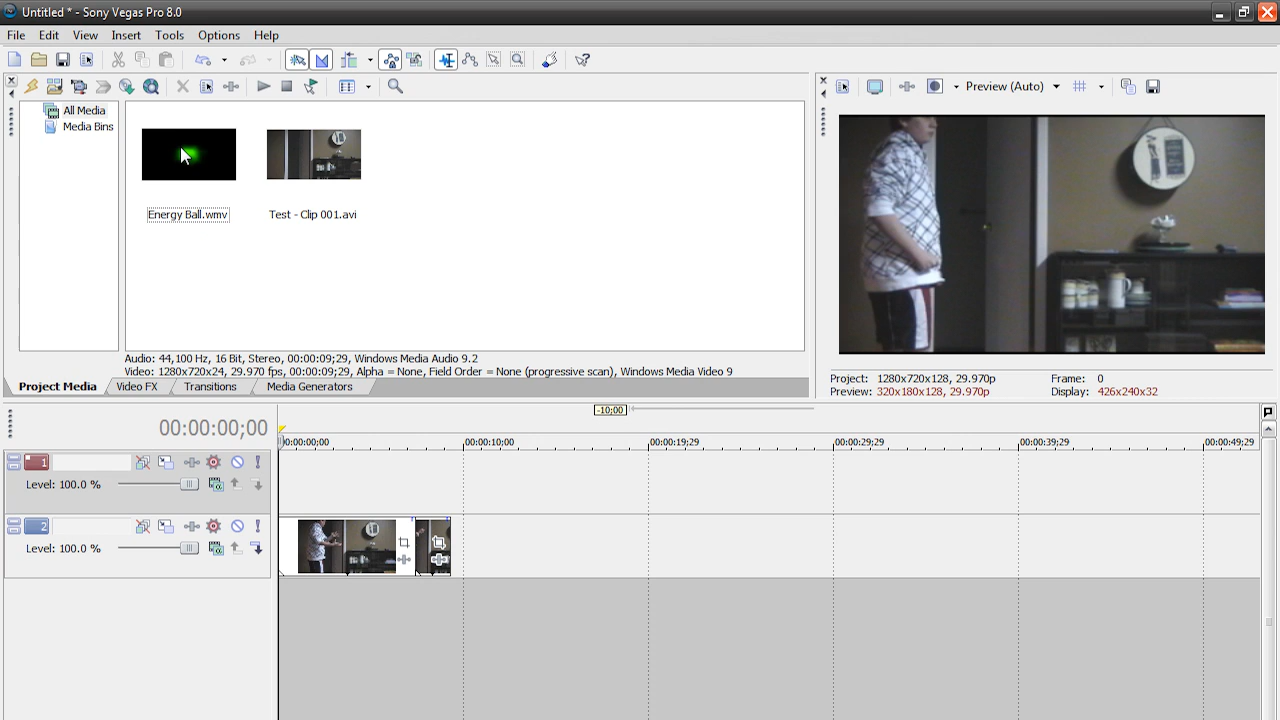 Untitled * - Sony Vegas Pro 8.0
File Edit View Insert Tools Options Help
Preview (Auto)
All Media
Media Bins
Energy Ball.wmv
Test - Clip 001.avi
Audio: 44,100 Hz, 16 Bit, Stereo, 00:00:09;29, Windows Media Audio 9.2
Video: 1280x720x24, 29.970 fps, 00:00:09;29, Alpha = None, Field Order = None (progressive scan), Windows Media Video 9
Project Media Video FX Transitions Media Generators
Project: 1280x720x128, 29.970p Frame: 0
Preview: 320x180x128, 29.970p Display: 426x240x32
-10;00
00:00:00;00
00:00:00;00 00:00:10;00 00:00:19;29 00:00:29;29 00:00:39;29 00:00:49;29
1
Level: 100.0 %
2
Level: 100.0 %